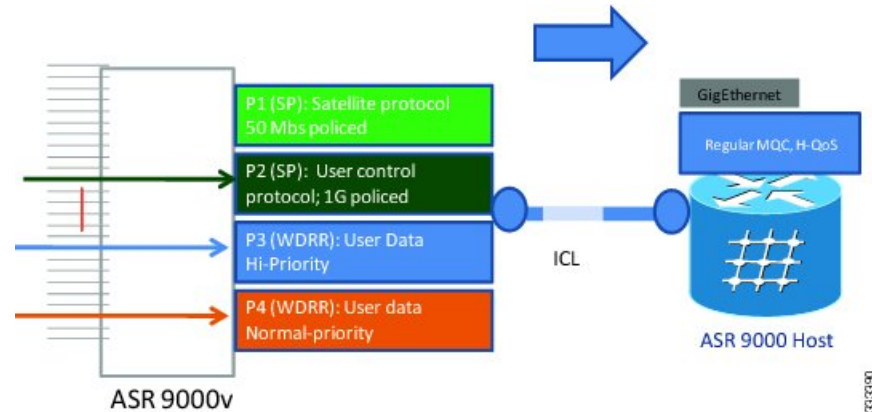 GigEthernet
P1 (SP): Satellite protocol
50 Mbs policed
Regular MQC, H-QoS
P2 (SP): User control
protocol; 1G policed
P3 (WDRR): User Data
Hi-Priority
ICL
P4 (WDRR): User data
Normal-priority
ASR 9000 Host
ASR 9000v
333390